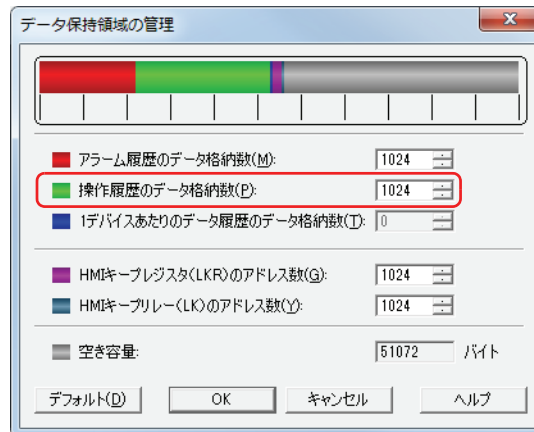 データ保持領域の管理
アラーム履歴のデータ格納数(M): 1024
操作履歴のデータ格納数(P): 1024
1デバイスあたりのデータ履歴のデータ格納数(T): 0
HMIキープレジスタ(LKR)のアドレス数(G): 1024
HMIキープリレー(LK)のアドレス数(Y): 1024
空き容量: 51072 バイト
デフォルト(D) OK キャンセル ヘルプ